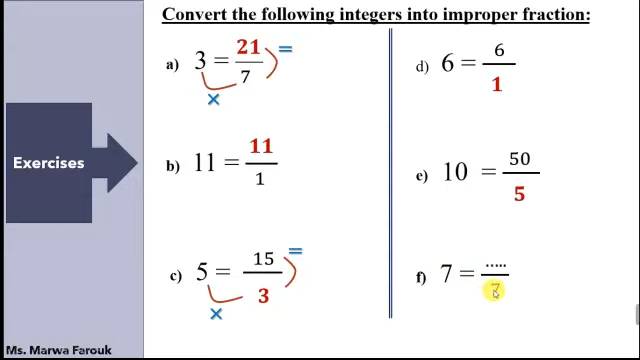 Convert the following integers into improper fraction:
Exercises
a) 3 = 21/7 =
×
b) 11 = 11/1
c) 5 = 15/3 =
×
d) 6 = 6/1
e) 10 = 50/5
f) 7 = ...../7
Ms. Marwa Farouk